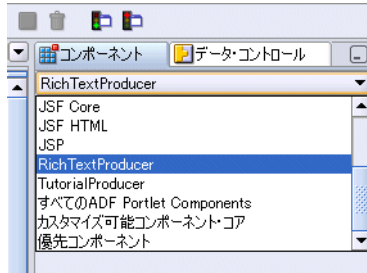 コンポーネント データ・コントロール
RichTextProducer
JSF Core
JSF HTML
JSP
RichTextProducer
TutorialProducer
すべてのADF Portlet Components
カスタマイズ可能コンポーネント・コア
優先コンポーネント